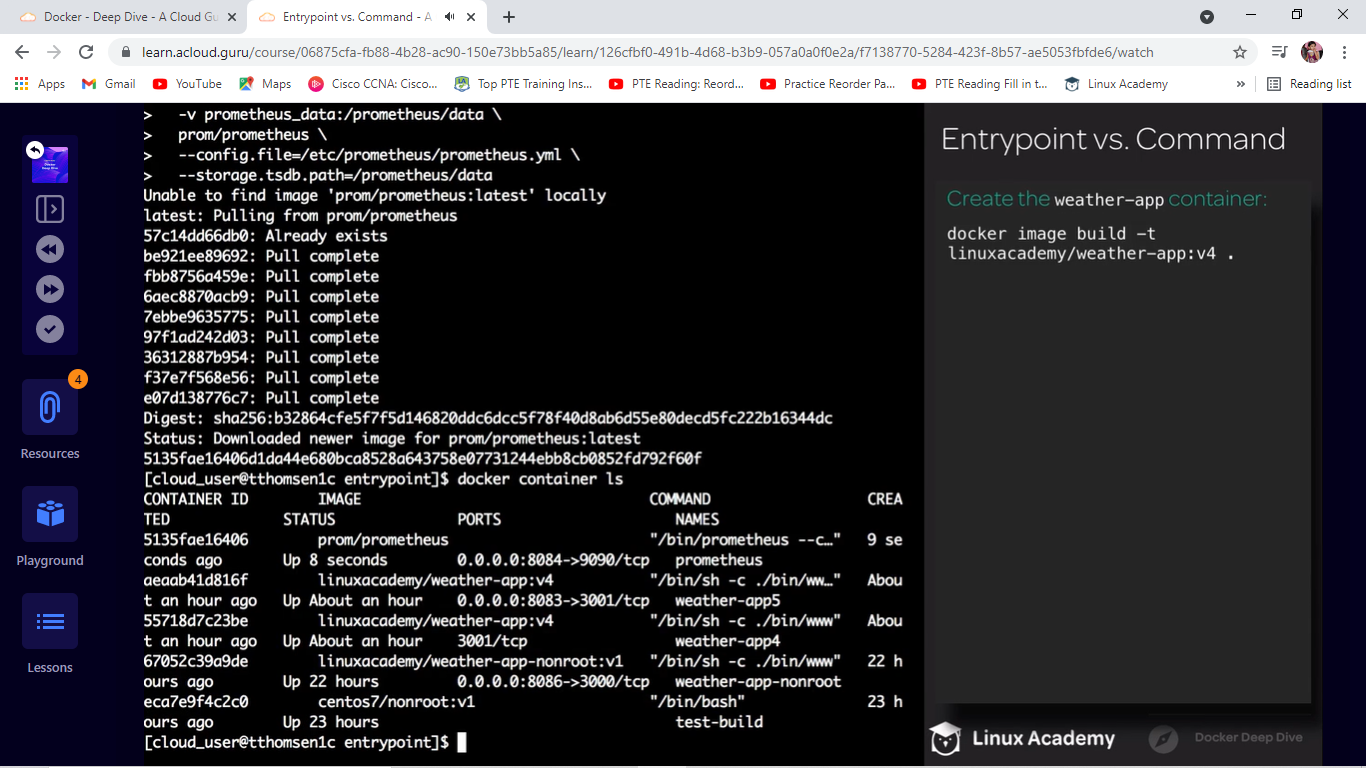 Docker - Deep Dive - A Cloud Gu
Entrypoint vs. Command - A
learn.acloud.guru/course/06875cfa-fb88-4b28-ac90-150e73bb5a85/learn/126cfbf0-491b-4d68-b3b9-057a0a0f0e2a/f7138770-5284-423f-8b57-ae5053fbfde6/watch
Apps Gmail YouTube Maps Cisco CCNA: Cisco... Top PTE Training Ins... PTE Reading: Reord... Practice Reorder Pa... PTE Reading Fill in t... Linux Academy » Reading list
> -v prometheus_data:/prometheus/data \
> prom/prometheus \
> --config.file=/etc/prometheus/prometheus.yml \
> --storage.tsdb.path=/prometheus/data
Unable to find image 'prom/prometheus:latest' locally
latest: Pulling from prom/prometheus
57c14dd66db0: Already exists
be921ee89692: Pull complete
fbb8756a459e: Pull complete
6aec8870acb9: Pull complete
7ebbe9635775: Pull complete
97f1ad242d03: Pull complete
36312887b954: Pull complete
f37e7f568e56: Pull complete
e07d138776c7: Pull complete
Digest: sha256:b32864cfe5f7f5d146820ddc6dcc5f78f40d8ab6d55e80decd5fc222b16344dc
Status: Downloaded newer image for prom/prometheus:latest
5135fae16406d1da44e680bca8528a643758e07731244ebb8cb0852fd792f60f
[cloud_user@tthomsen1c entrypoint]$ docker container ls
CONTAINER ID IMAGE COMMAND CREA
TED STATUS PORTS NAMES
5135fae16406 prom/prometheus "/bin/prometheus --c…" 9 se
conds ago Up 8 seconds 0.0.0.0:8084->9090/tcp prometheus
aeaab41d816f linuxacademy/weather-app:v4 "/bin/sh -c ./bin/ww…" Abou
t an hour ago Up About an hour 0.0.0.0:8083->3001/tcp weather-app5
55718d7c23be linuxacademy/weather-app:v4 "/bin/sh -c ./bin/www" Abou
t an hour ago Up About an hour 3001/tcp weather-app4
67052c39a9de linuxacademy/weather-app-nonroot:v1 "/bin/sh -c ./bin/www" 22 h
ours ago Up 22 hours 0.0.0.0:8086->3000/tcp weather-app-nonroot
eca7e9f4c2c0 centos7/nonroot:v1 "/bin/bash" 23 h
ours ago Up 23 hours test-build
[cloud_user@tthomsen1c entrypoint]$
4
Resources
Playground
Lessons
Entrypoint vs. Command
Create the weather-app container:
docker image build -t
linuxacademy/weather-app:v4 .
Linux Academy
Docker Deep Dive